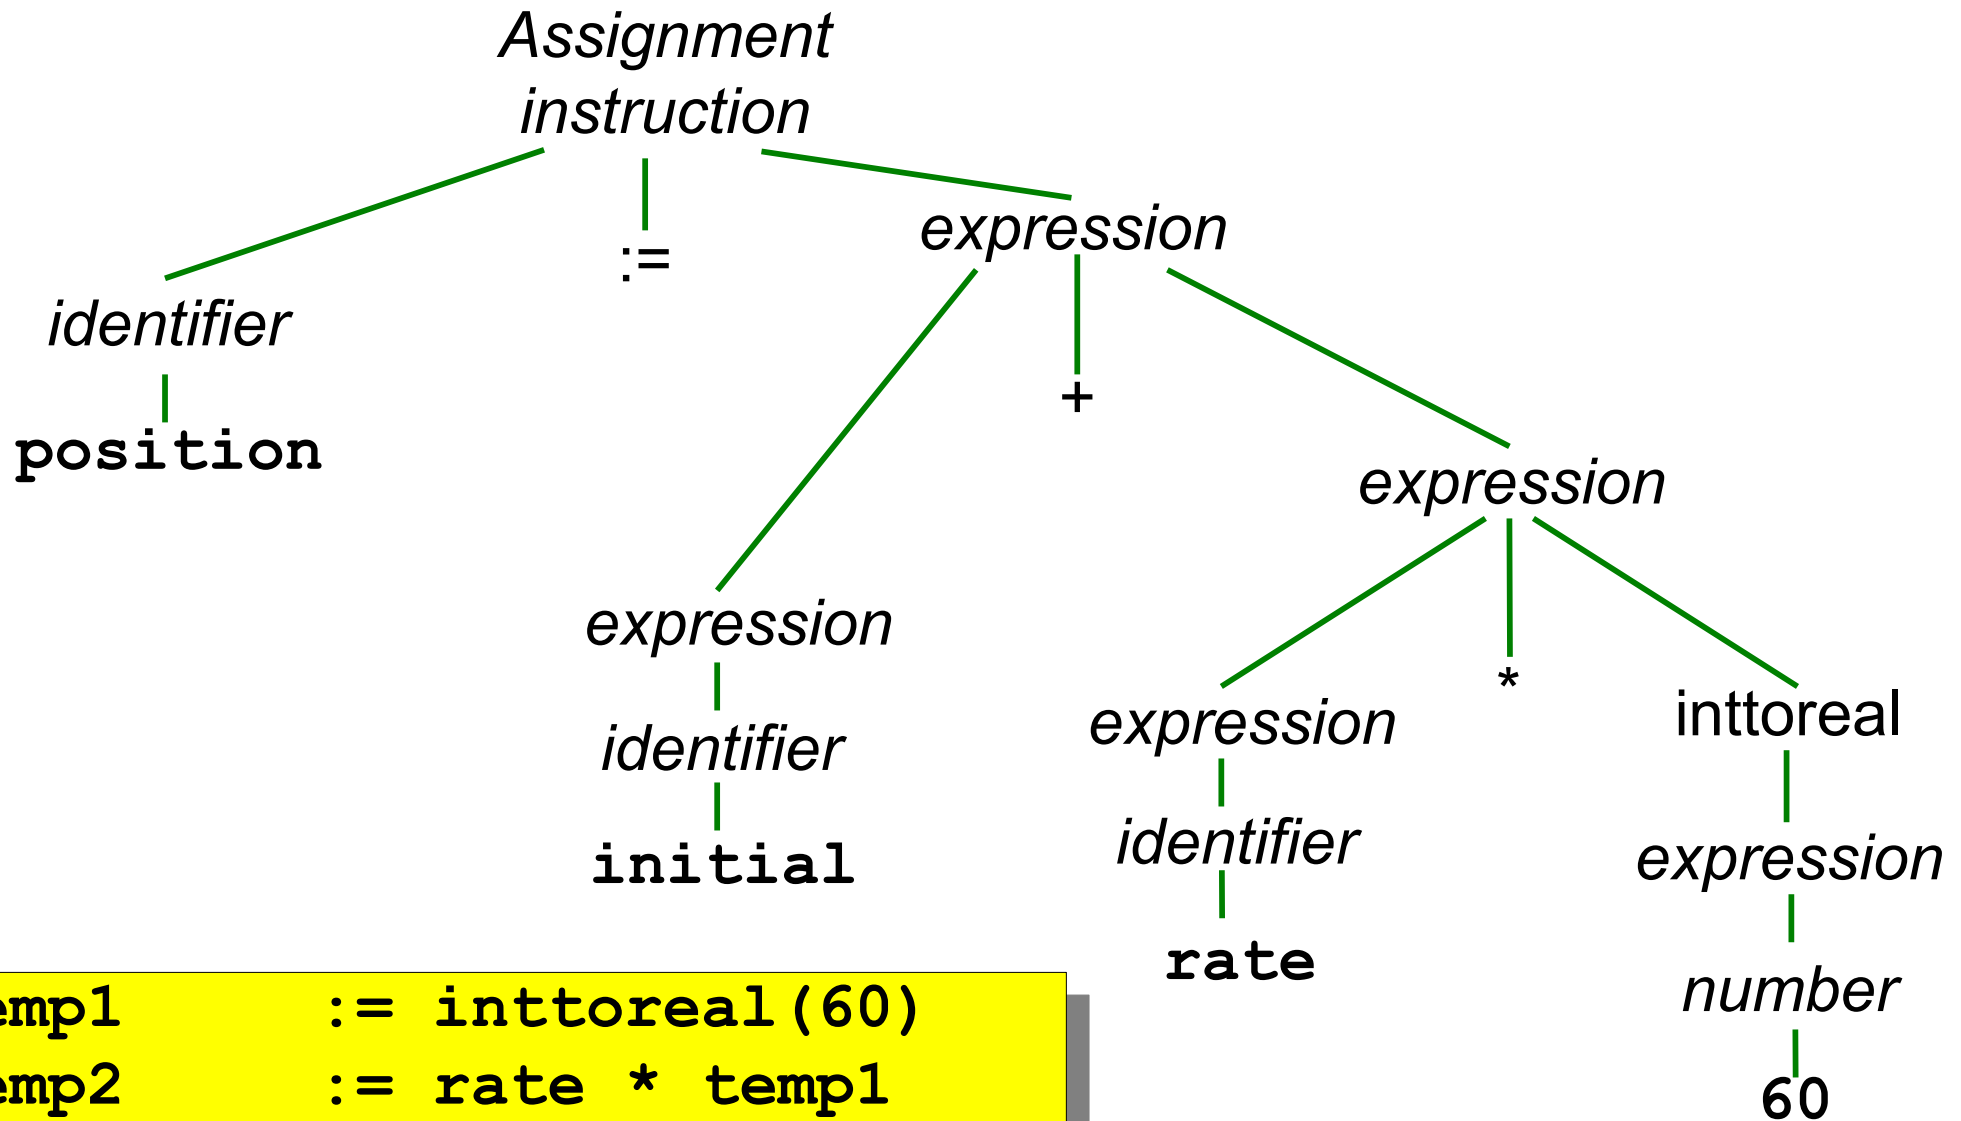 Assignment
instruction
:=
expression
identifier
position
+
expression
expression
identifier
initial
expression
*
inttoreal
identifier
expression
rate
number
60
emp1 := inttoreal(60)
emp2 := rate * temp1